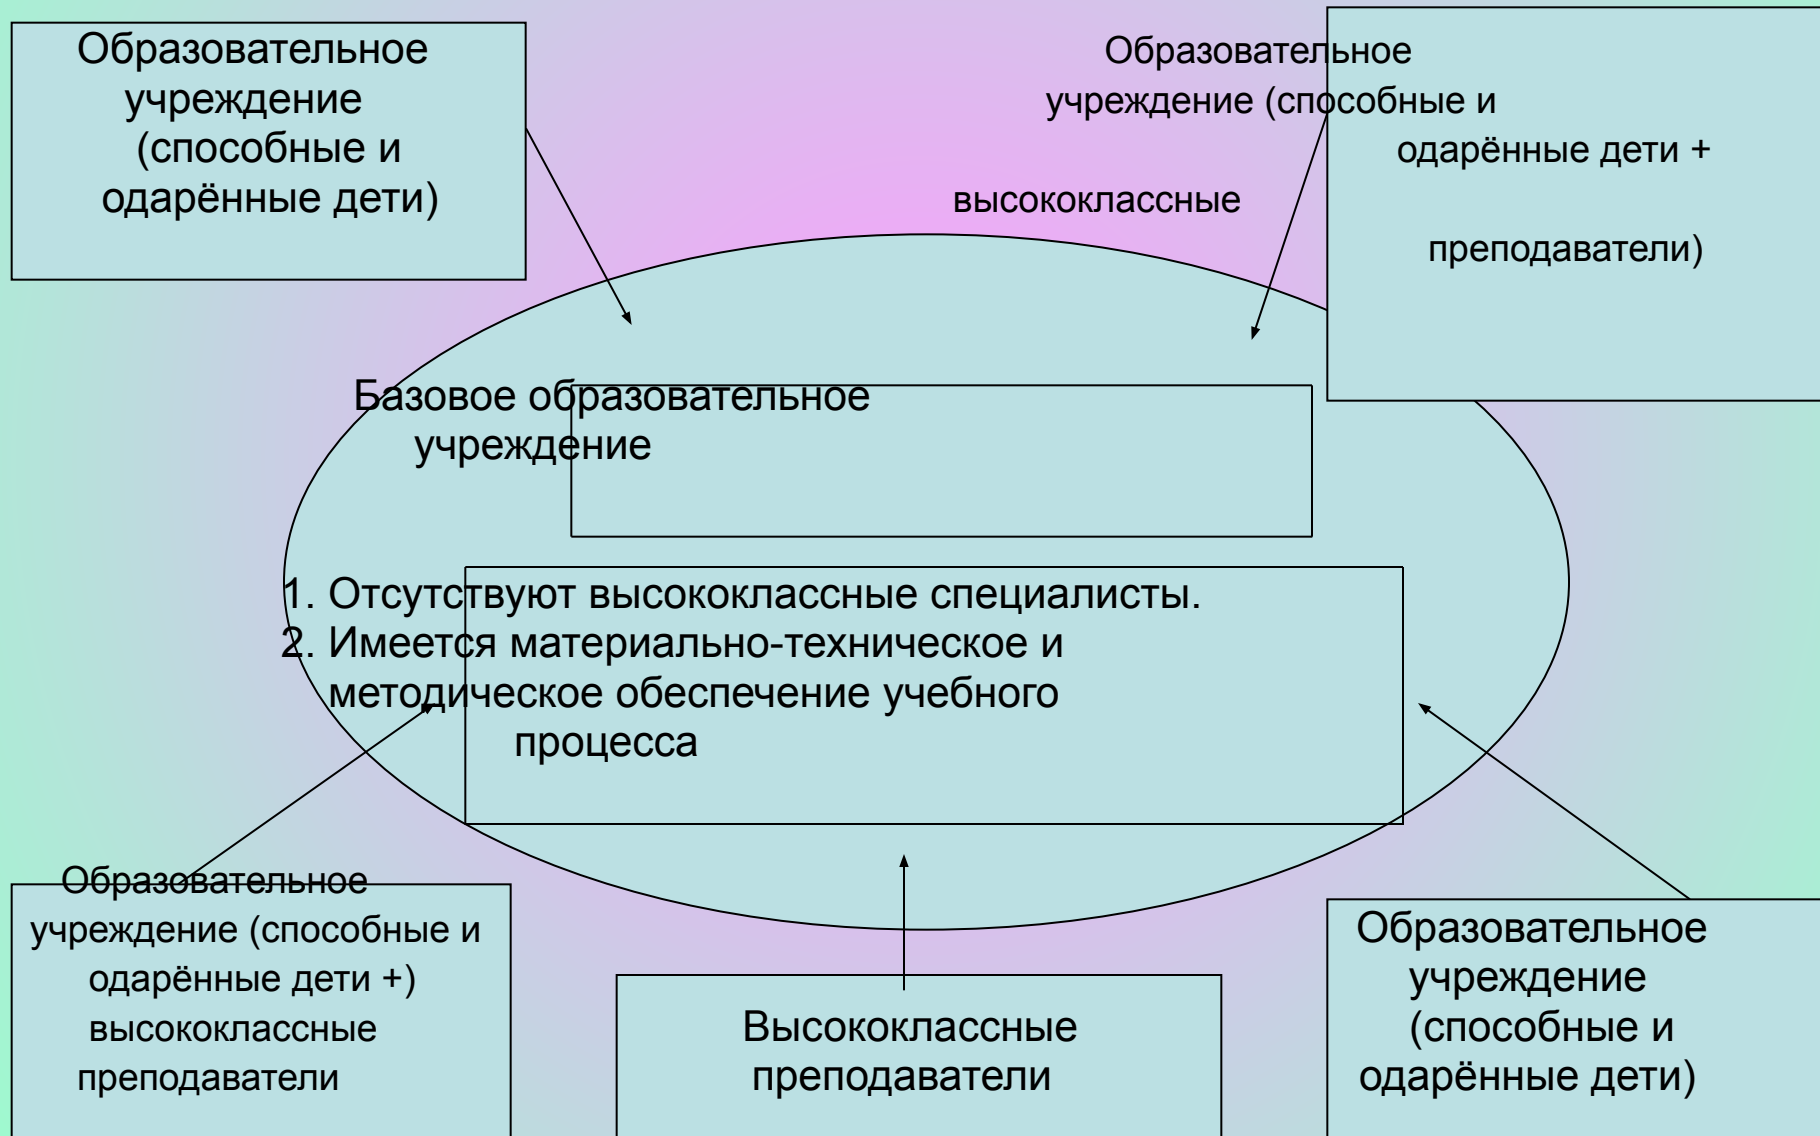 Образовательное
учреждение
(способные и
одарённые дети)
Образовательное
учреждение (способные и
одарённые дети +
высококлассные
преподаватели)
Базовое образовательное
учреждение
1. Отсутствуют высококлассные специалисты.
2. Имеется материально-техническое и
методическое обеспечение учебного
процесса
Образовательное
учреждение (способные и
одарённые дети +)
высококлассные
преподаватели
Высококлассные
преподаватели
Образовательное
учреждение
(способные и
одарённые дети)